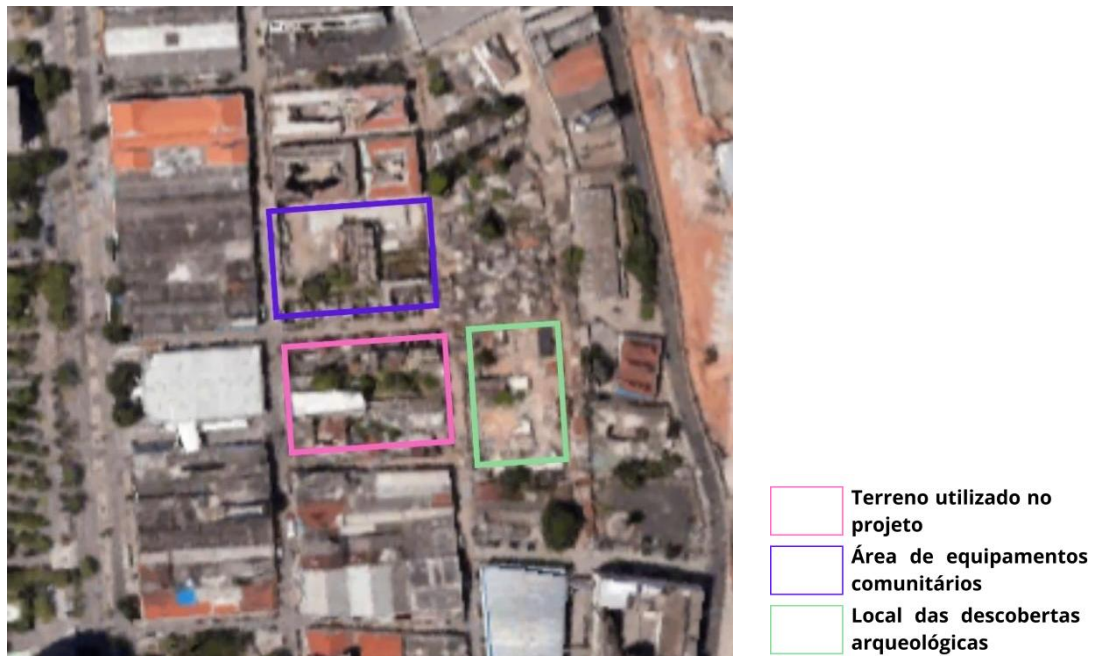 Terreno utilizado no
projeto
Área de equipamentos
comunitários
Local das descobertas
arqueológicas